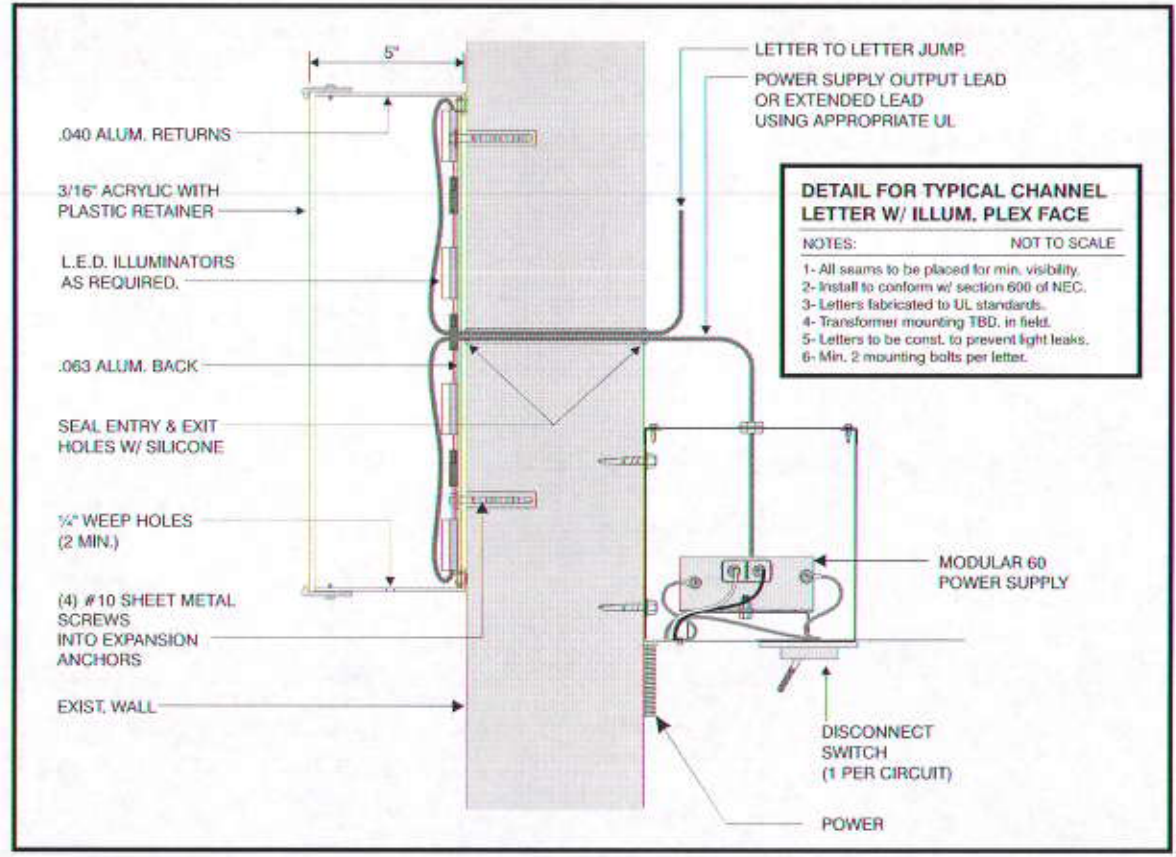 5"
LETTER TO LETTER JUMP.
POWER SUPPLY OUTPUT LEAD
OR EXTENDED LEAD
USING APPROPRIATE UL
.040 ALUM. RETURNS
3/16" ACRYLIC WITH
PLASTIC RETAINER
L.E.D. ILLUMINATORS
AS REQUIRED.
.063 ALUM. BACK
SEAL ENTRY & EXIT
HOLES W/ SILICONE
¼" WEEP HOLES
(2 MIN.)
(4) #10 SHEET METAL
SCREWS
INTO EXPANSION
ANCHORS
EXIST. WALL
DETAIL FOR TYPICAL CHANNEL
LETTER W/ ILLUM. PLEX FACE
NOTES: NOT TO SCALE
1- All seams to be placed for min. visibility.
2- Install to conform w/ section 600 of NEC.
3- Letters fabricated to UL standards.
4- Transformer mounting TBD. in field.
5- Letters to be const. to prevent light leaks.
6- Min. 2 mounting bolts per letter.
MODULAR 60
POWER SUPPLY
DISCONNECT
SWITCH
(1 PER CIRCUIT)
POWER